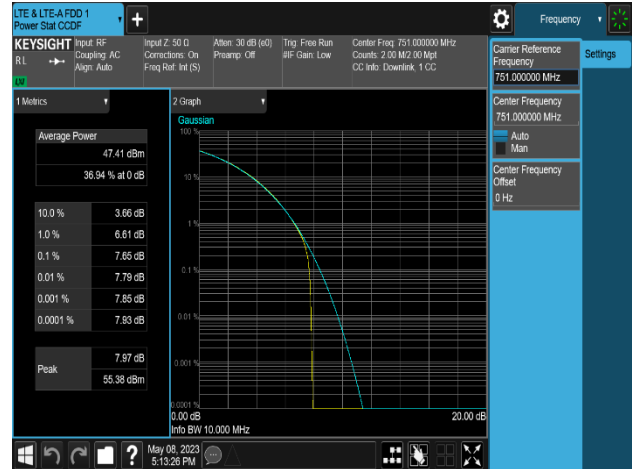 LTE & LTE-A FDD 1
Power Stat CCDF
Frequency
KEYSIGHT
RL
LW
Input: RF
Coupling: AC
Align: Auto
Input Z: 50 Ω
Corrections: On
Freq Ref: Int (S)
Atten: 30 dB (e0)
Preamp: Off
Trig: Free Run
#IF Gain: Low
Center Freq: 751.000000 MHz
Counts: 2.00 M/2.00 Mpt
CC Info: Downlink, 1 CC
Carrier Reference
Frequency
751.000000 MHz
Settings
Center Frequency
751.000000 MHz
Auto
Man
Center Frequency
Offset
0 Hz
1 Metrics
Average Power
47.41 dBm
36.94 % at 0 dB
10.0 % 3.66 dB
1.0 % 6.61 dB
0.1 % 7.65 dB
0.01 % 7.79 dB
0.001 % 7.85 dB
0.0001 % 7.93 dB
Peak
7.97 dB
55.38 dBm
2 Graph
Gaussian
100 %
10 %
1 %
0.1 %
0.01 %
0.001 %
0.0001 %
0.00 dB
20.00 dB
Info BW 10.000 MHz
?
May 08, 2023
5:13:26 PM